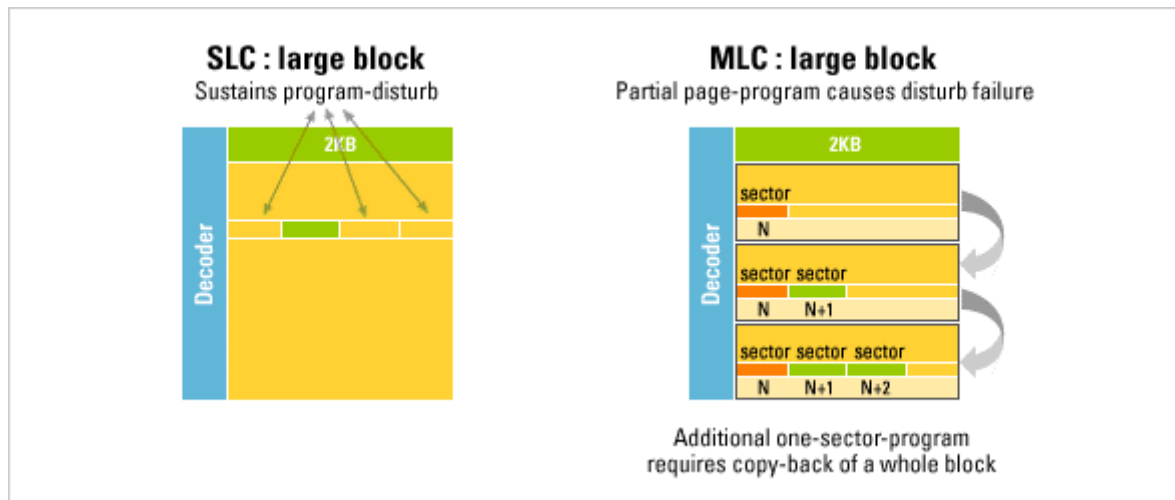 SLC : large block
Sustains program-disturb
2KB
Decoder
MLC : large block
Partial page-program causes disturb failure
2KB
Decoder
sector
N
sector sector
N N+1
sector sector sector
N N+1 N+2
Additional one-sector-program
requires copy-back of a whole block